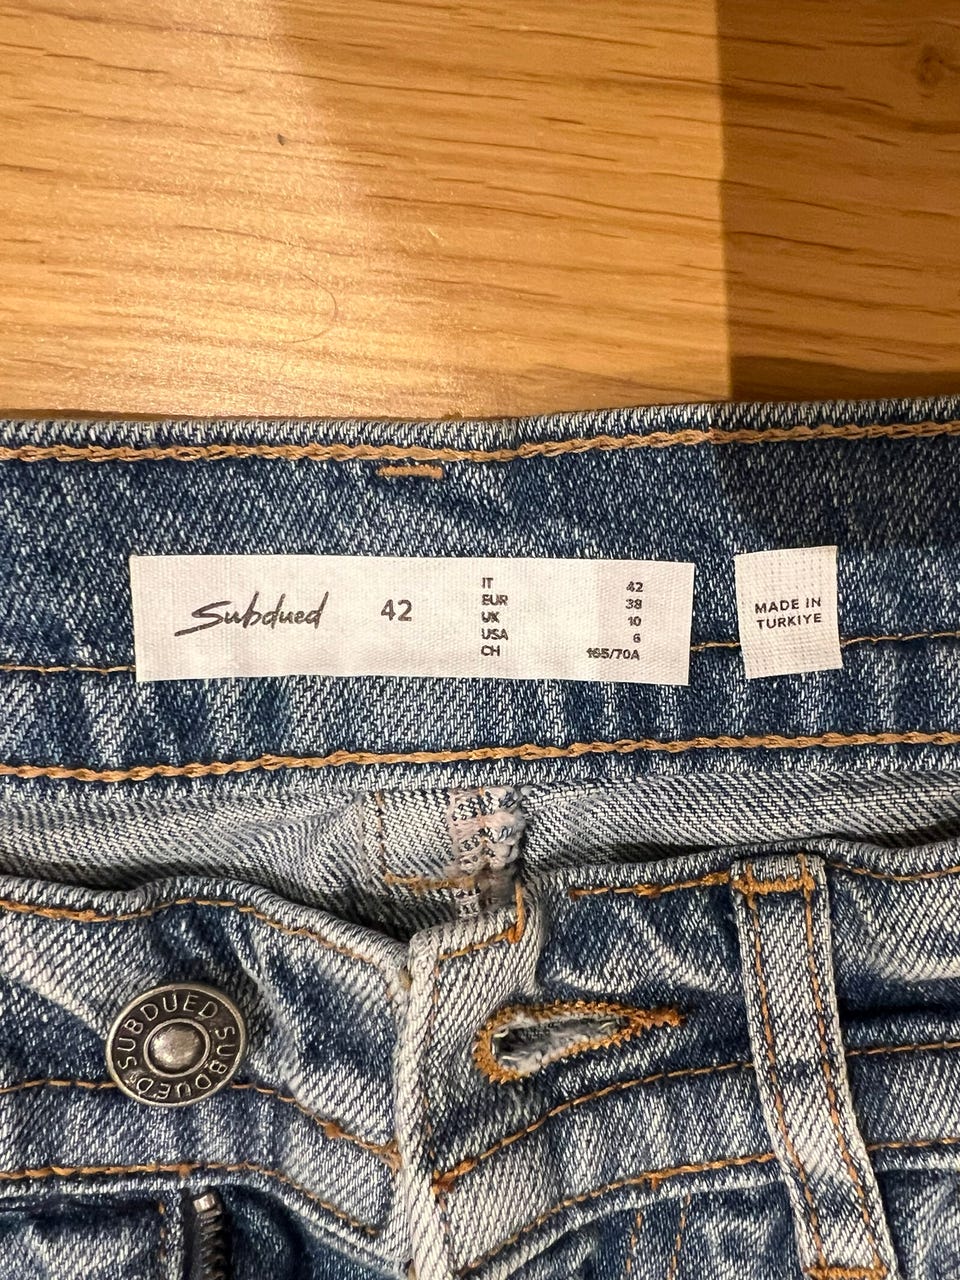 Subdued 42
IT 42
EUR 38
UK 10
USA 6
CH 165/70A
MADE IN
TURKIYE
SUBDUED SUBDUED